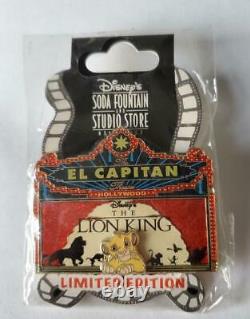 DISNEY'S
SODA FOUNTAIN
AND
STUDIO STORE
EL CAPITAN
HOLLYWOOD
DISNEY'S
THE
LION KING
LIMITED EDITION